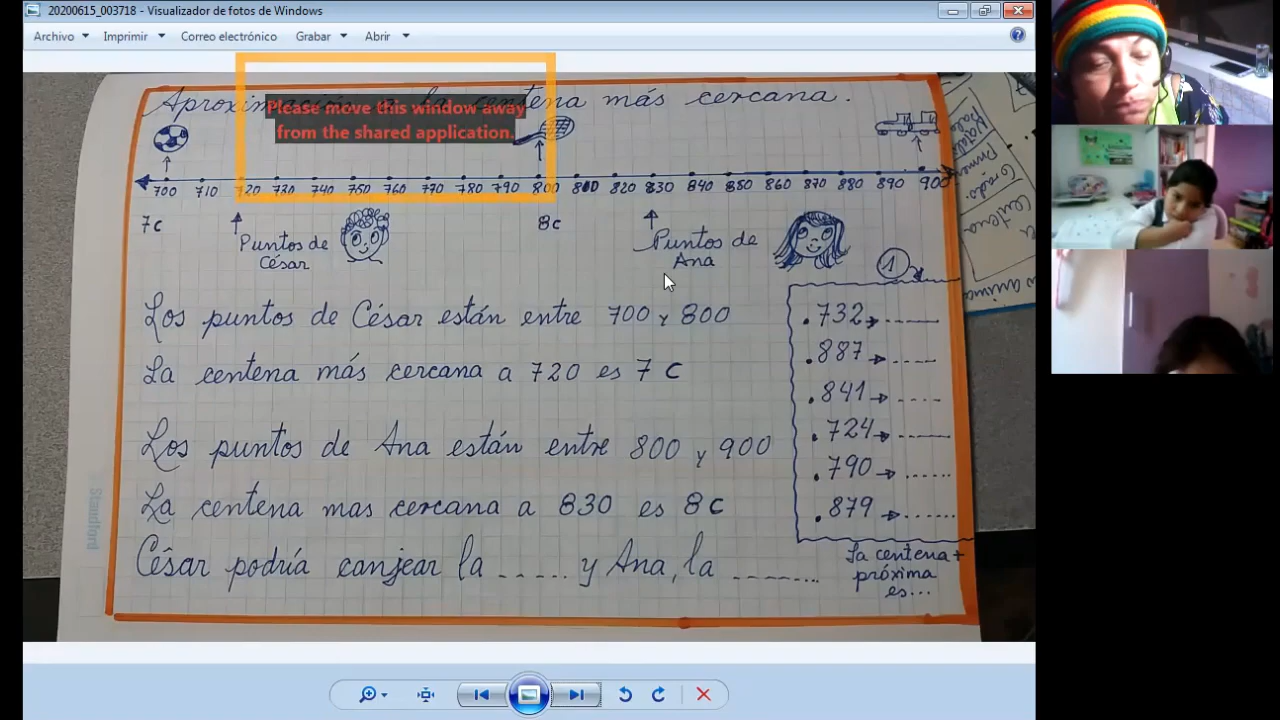 20200615_003718 - Visualizador de fotos de Windows
Archivo Imprimir Correo electrónico Grabar Abrir
Aproximación a la centena más cercana.
Please move this window away
from the shared application.
700 710 720 730 740 750 760 770 780 790 800 810 820 830 840 850 860 870 880 890 900
7c 8c
Puntos de
César
Puntos de
Ana
1
Los puntos de César están entre 700 y 800
La centena más cercana a 720 es 7 C
Los puntos de Ana están entre 800 y 900
La centena mas cercana a 830 es 8c
César podría canjear la ..... y Ana, la .......
.732→ ......
.887→ .....
.841→ ....
.724→ ......
.790→ ......
.879→ ......
La centena +
próxima
es...
Standford